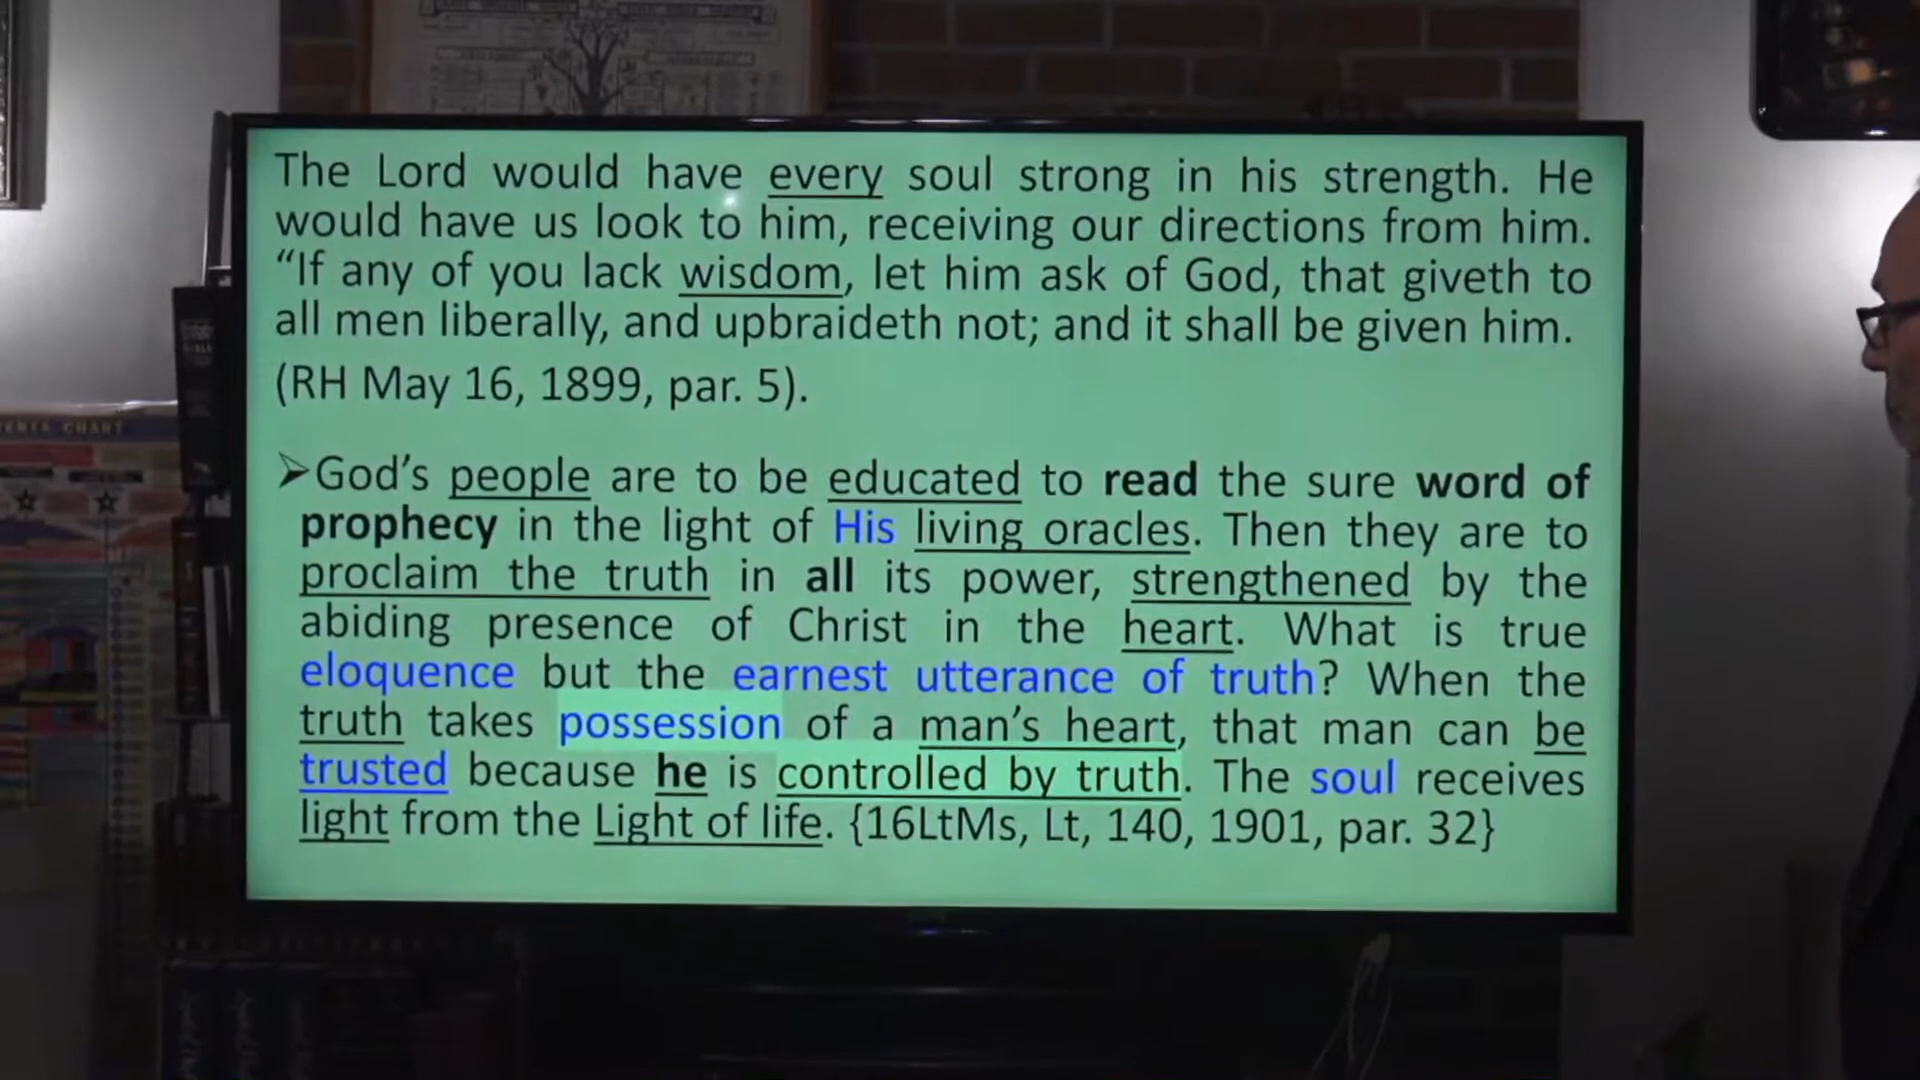 The Lord would have every soul strong in his strength. He
would have us look to him, receiving our directions from him.
“If any of you lack wisdom, let him ask of God, that giveth to
all men liberally, and upbraideth not; and it shall be given him.
(RH May 16, 1899, par. 5).
➢God’s people are to be educated to read the sure word of
prophecy in the light of His living oracles. Then they are to
proclaim the truth in all its power, strengthened by the
abiding presence of Christ in the heart. What is true
eloquence but the earnest utterance of truth? When the
truth takes possession of a man’s heart, that man can be
trusted because he is controlled by truth. The soul receives
light from the Light of life. {16LtMs, Lt, 140, 1901, par. 32}
CHART